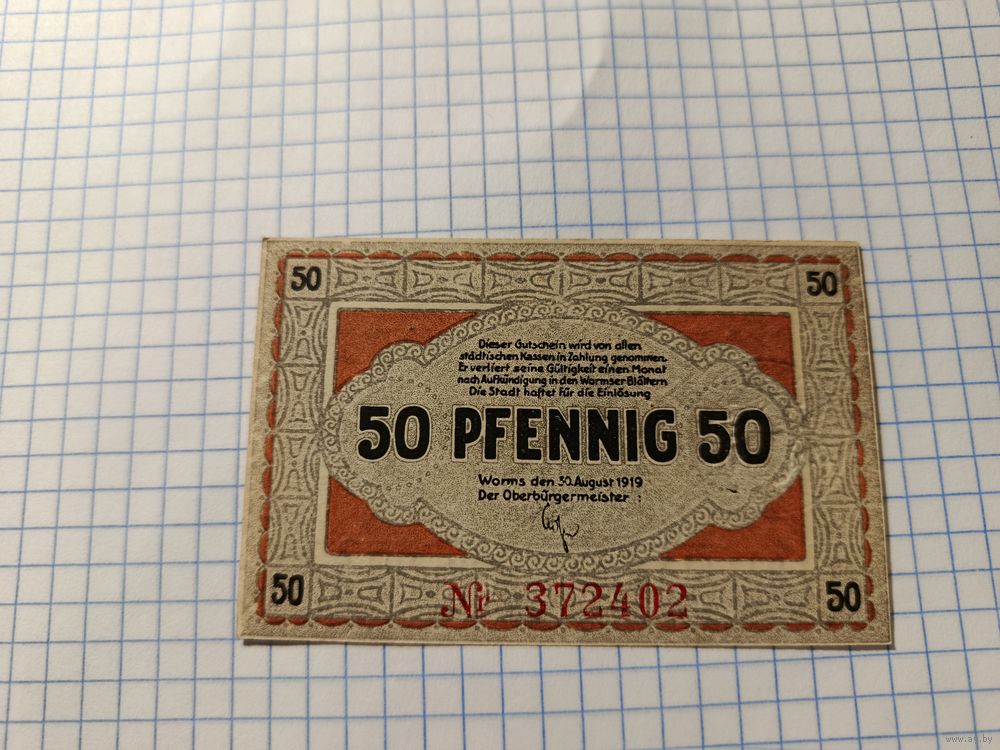 50 50
Dieser Gutschein wird von allen
städtischen Kassen in Zahlung genommen.
Er verliert seine Gültigkeit einen Monat
nach Aufkündigung in den Wormser Blättern
Die Stadt haftet für die Einlösung
50 PFENNIG 50
Worms den 30. August 1919
Der Oberbürgermeister :
50 50
Nr. 372402
www.ay.by